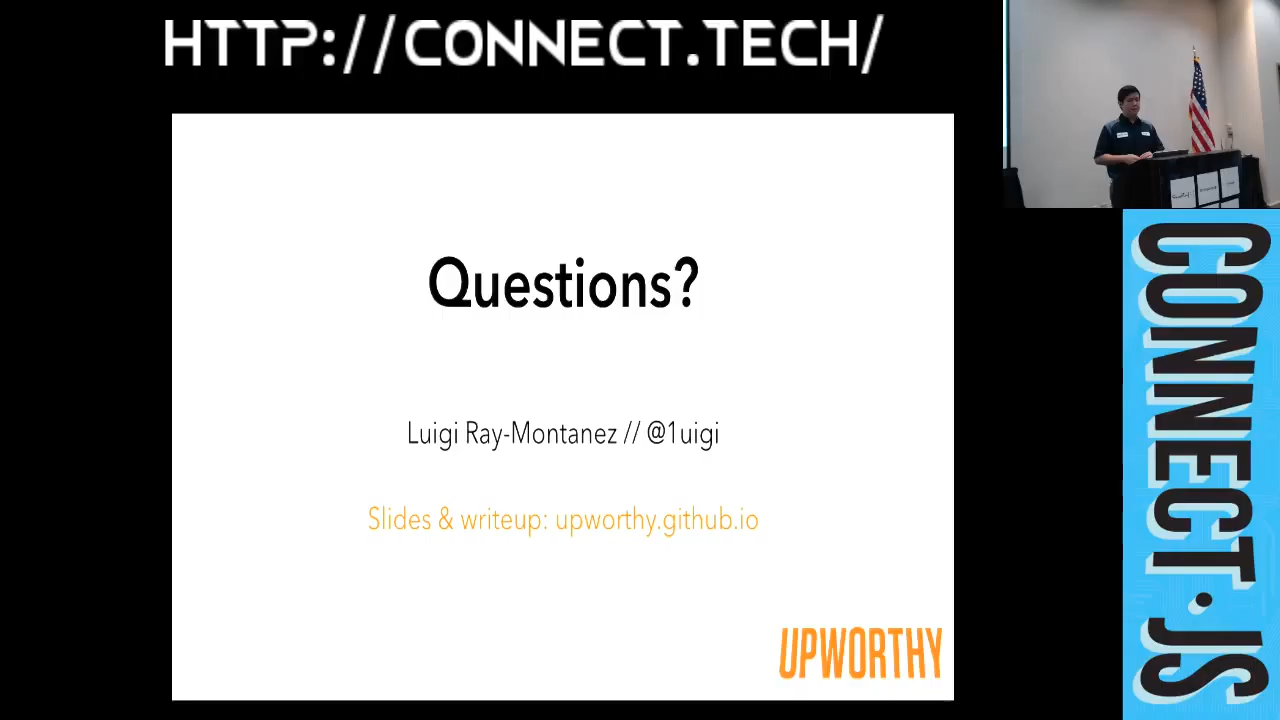 HTTP://CONNECT.TECH/
Questions?
Luigi Ray-Montanez // @1uigi
Slides & writeup: upworthy.github.io
UPWORTHY
CONNECT.JS